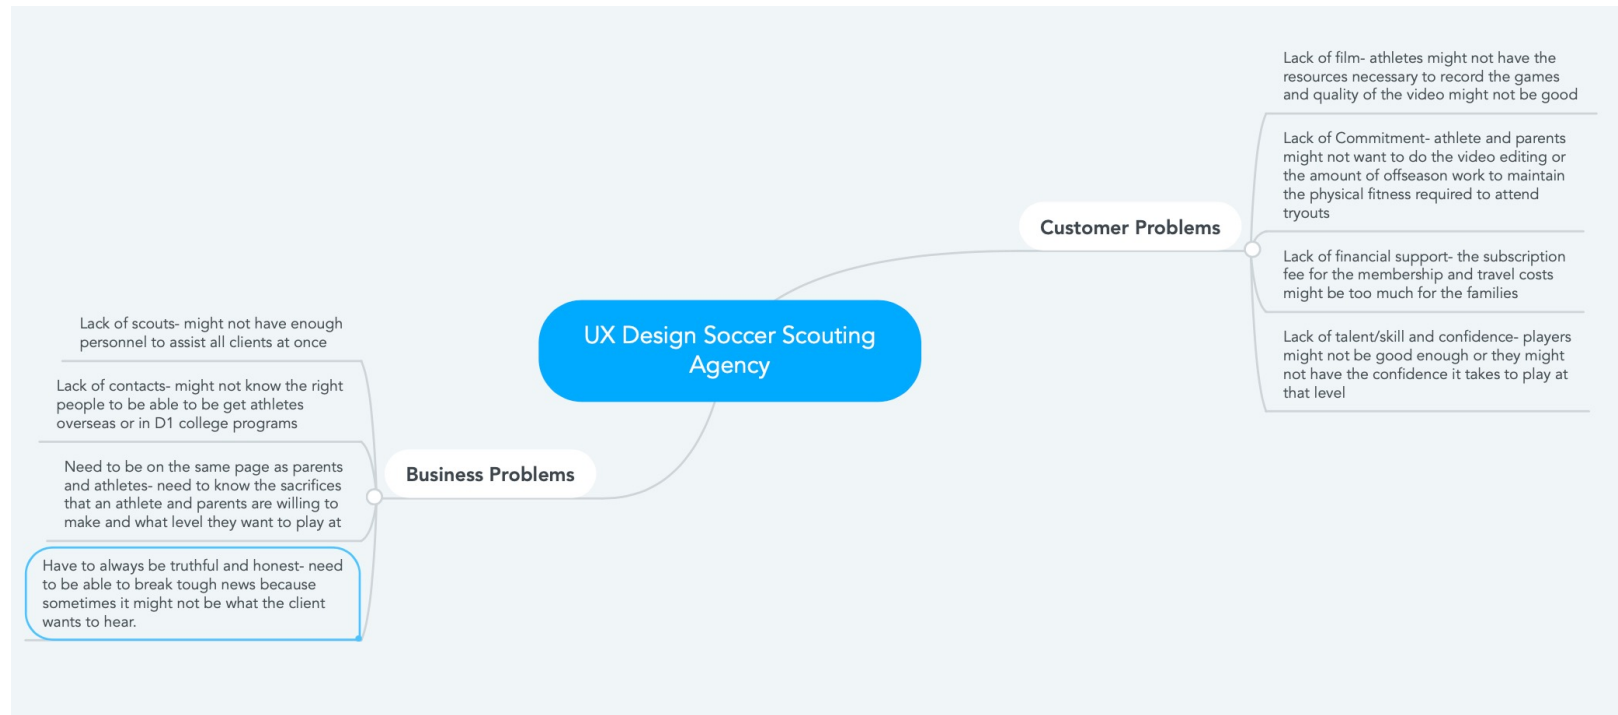 UX Design Soccer Scouting
Agency
Customer Problems
Lack of film- athletes might not have the
resources necessary to record the games
and quality of the video might not be good
Lack of Commitment- athlete and parents
might not want to do the video editing or
the amount of offseason work to maintain
the physical fitness required to attend
tryouts
Lack of financial support- the subscription
fee for the membership and travel costs
might be too much for the families
Lack of talent/skill and confidence- players
might not be good enough or they might
not have the confidence it takes to play at
that level
Business Problems
Lack of scouts- might not have enough
personnel to assist all clients at once
Lack of contacts- might not know the right
people to be able to be get athletes
overseas or in D1 college programs
Need to be on the same page as parents
and athletes- need to know the sacrifices
that an athlete and parents are willing to
make and what level they want to play at
Have to always be truthful and honest- need
to be able to break tough news because
sometimes it might not be what the client
wants to hear.